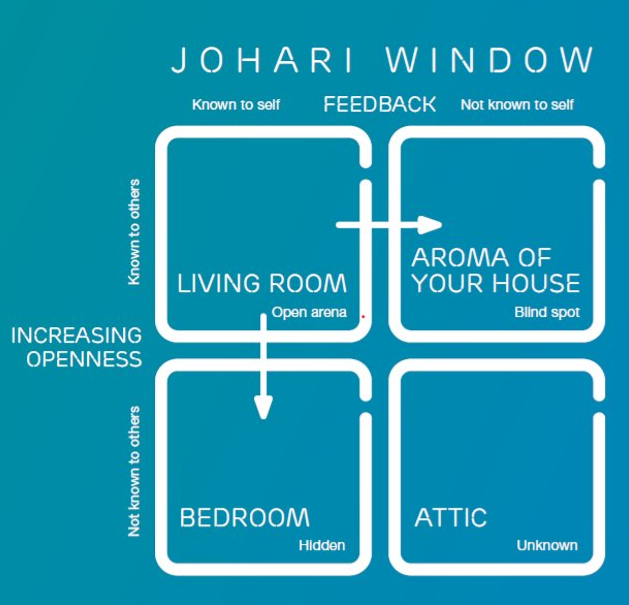 JOHARI WINDOW
Known to self
FEEDBACK
Not known to self
Known to others
LIVING ROOM
Open arena
AROMA OF
YOUR HOUSE
Blind spot
INCREASING
OPENNESS
Not known to others
BEDROOM
Hidden
ATTIC
Unknown